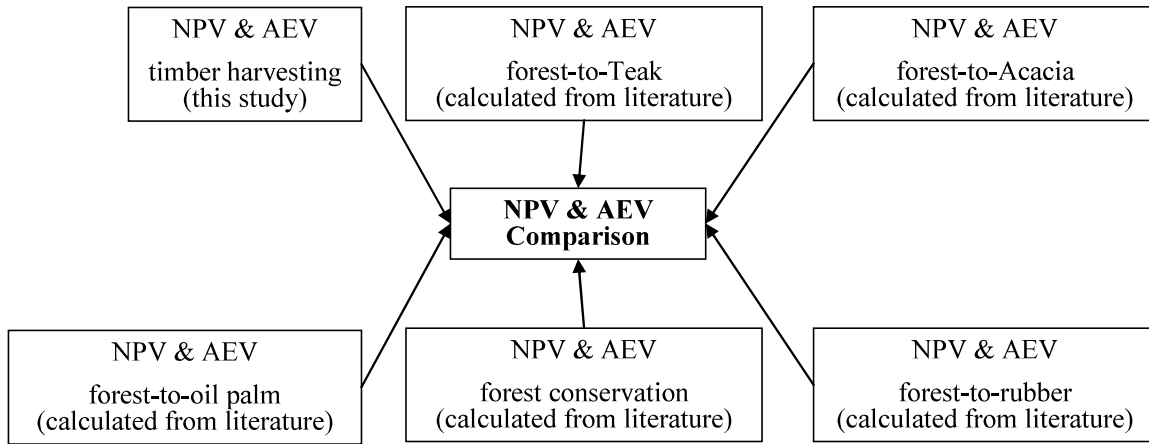 NPV & AEV
timber harvesting
(this study)
NPV & AEV
forest-to-Teak
(calculated from literature)
NPV & AEV
forest-to-Acacia
(calculated from literature)
NPV & AEV
Comparison
NPV & AEV
forest-to-oil palm
(calculated from literature)
NPV & AEV
forest conservation
(calculated from literature)
NPV & AEV
forest-to-rubber
(calculated from literature)